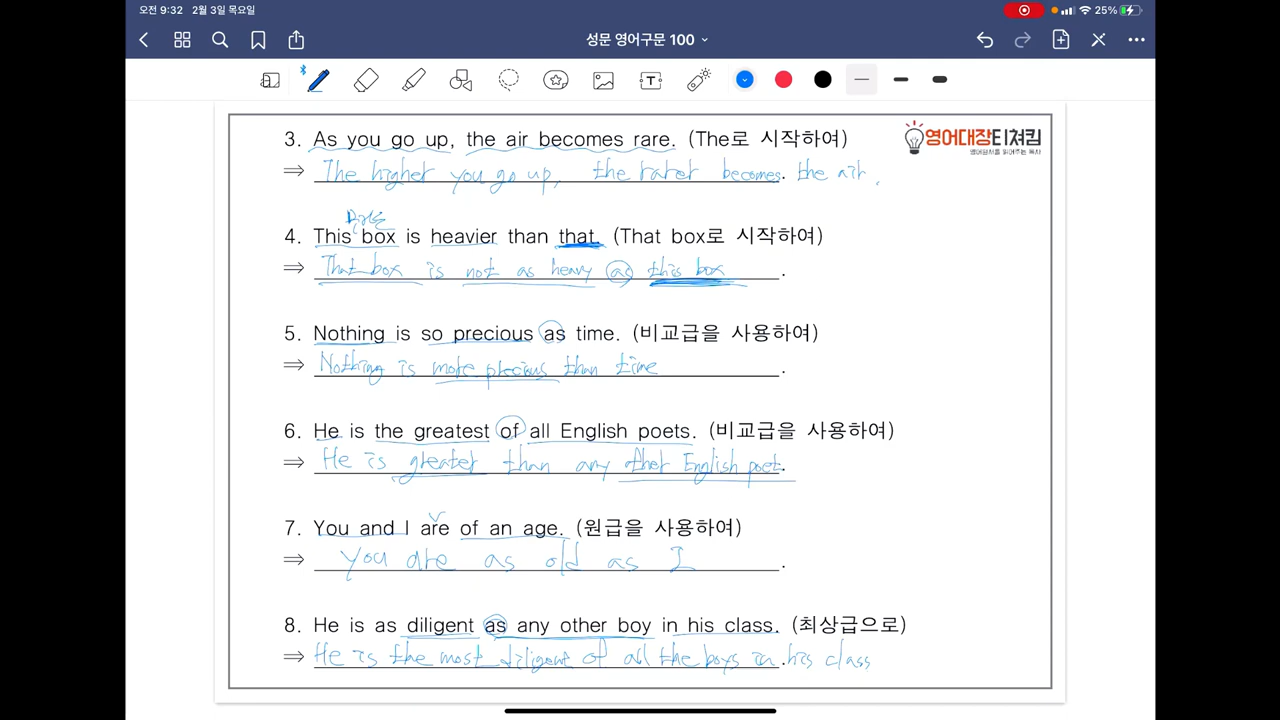 오전 9:32 2월 3일 목요일 25%
성문 영어구문 100
영어대장티쳐킴
3. As you go up, the air becomes rare. (The로 시작하여)
⇒ The higher you go up, the rarer becomes. the air.
4. This box is heavier than that. (That box로 시작하여)
⇒ That box is not as heavy as this box.
5. Nothing is so precious as time. (비교급을 사용하여)
⇒ Nothing is more precious than time.
6. He is the greatest of all English poets. (비교급을 사용하여)
⇒ He is greater than any other English poet.
7. You and I are of an age. (원급을 사용하여)
⇒ You are as old as I.
8. He is as diligent as any other boy in his class. (최상급으로)
⇒ He is the most diligent of all the boys in . his class